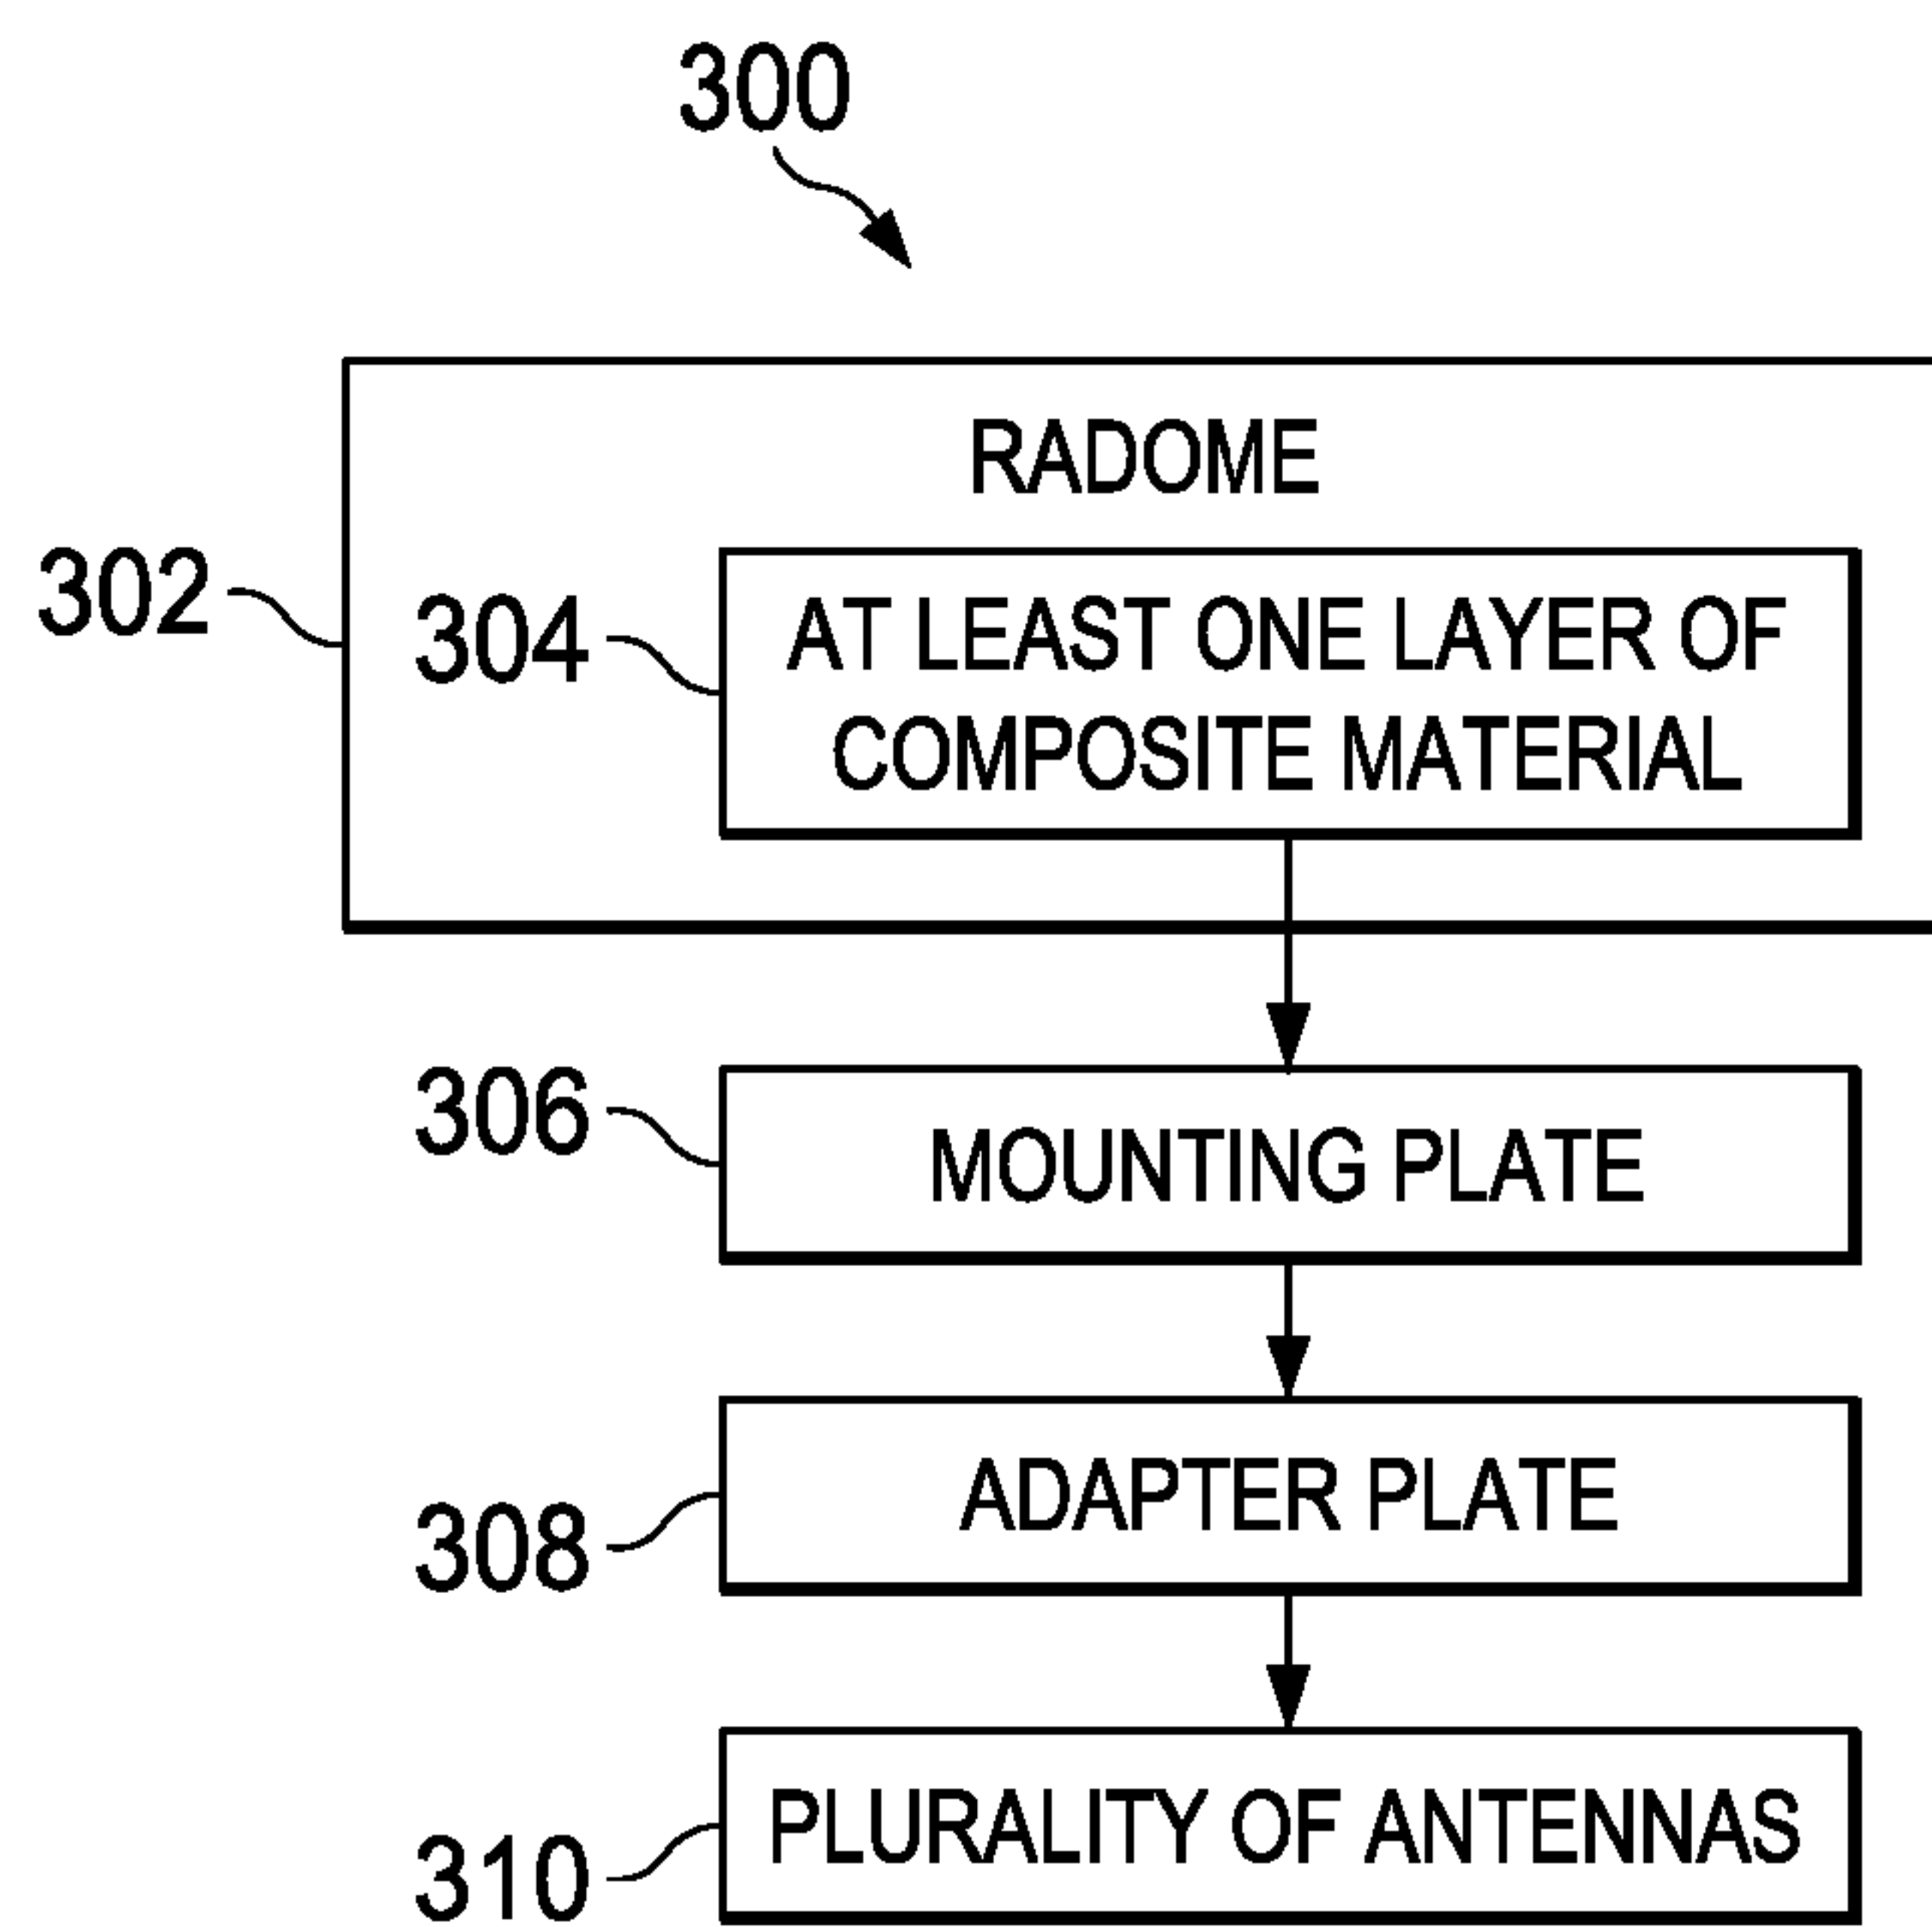 300
RADOME
302
304
AT LEAST ONE LAYER OF
COMPOSITE MATERIAL
306
MOUNTING PLATE
308
ADAPTER PLATE
310
PLURALITY OF ANTENNAS